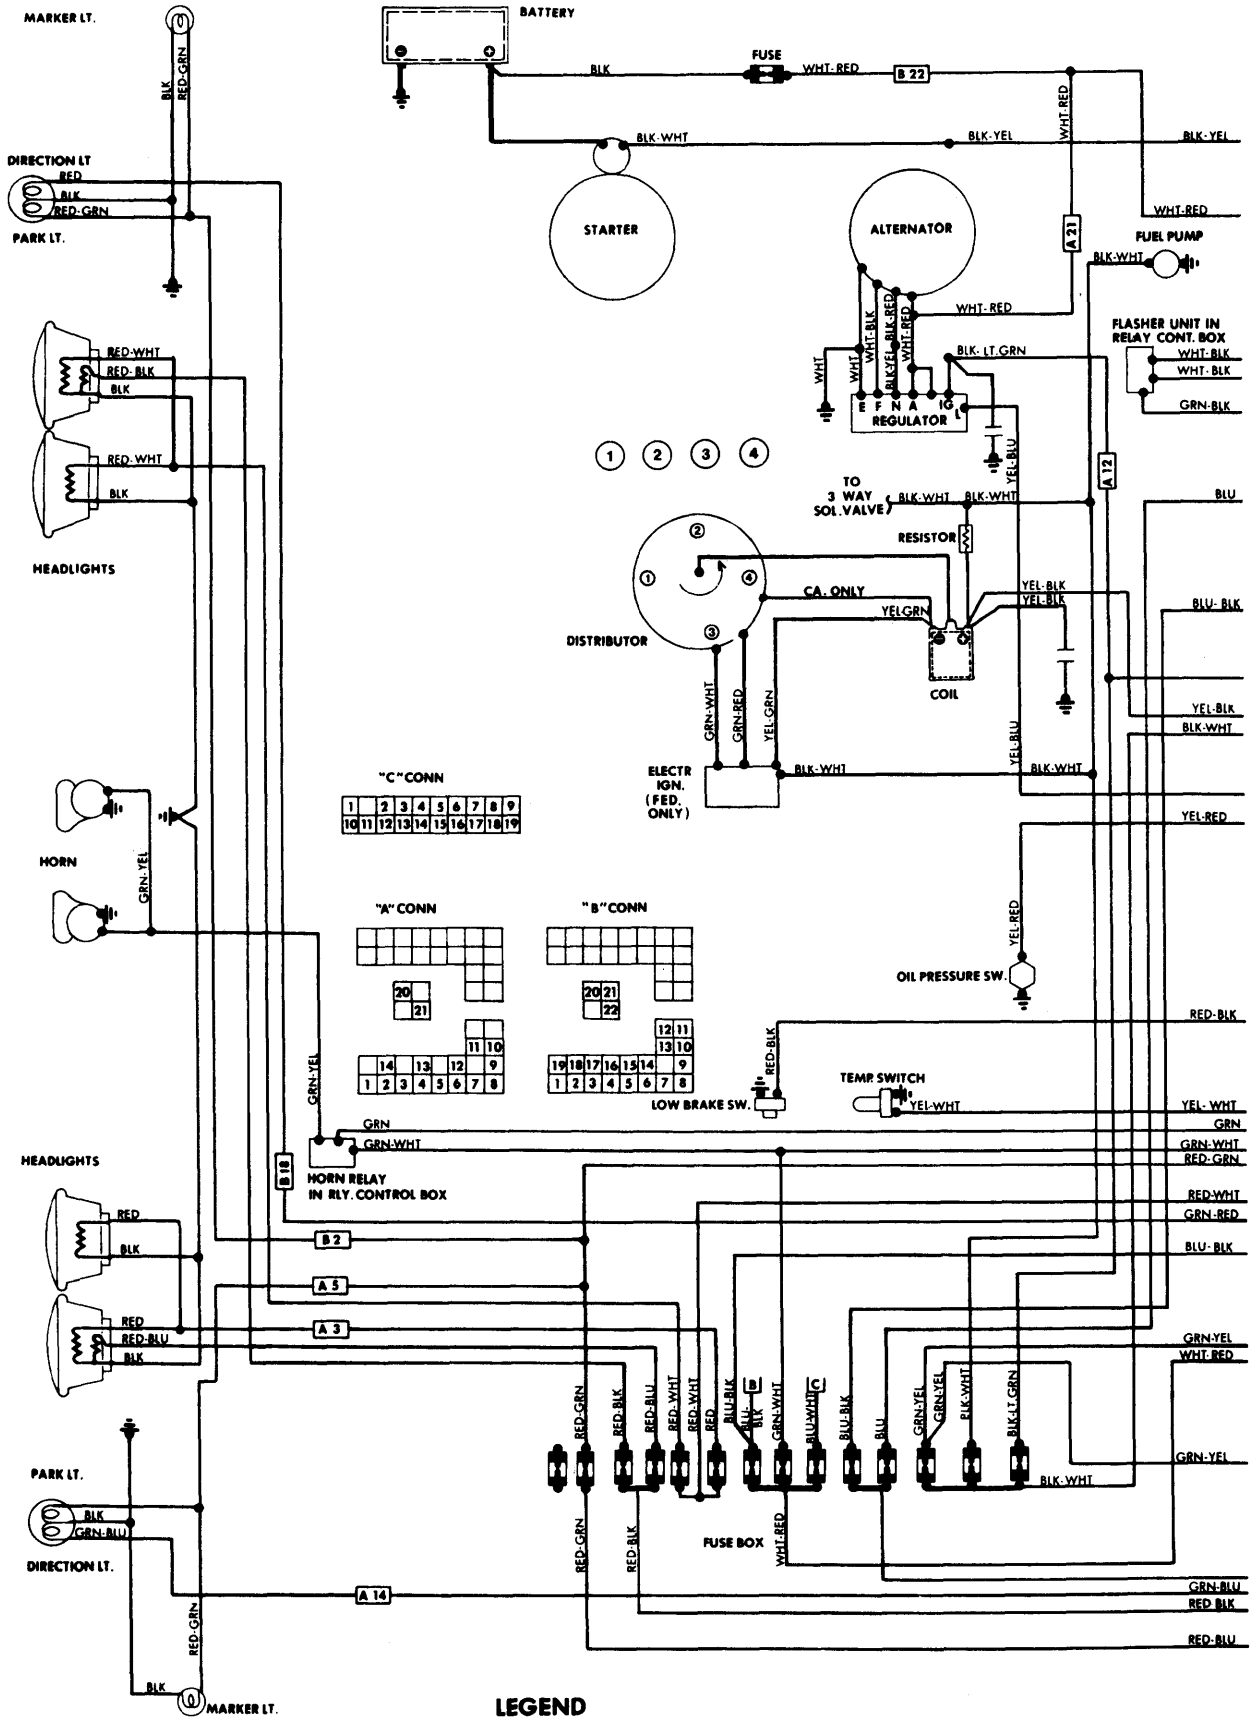 MARKER LT.
BATTERY
FUSE
BLK
WHT-RED
B 22
BLK
RED-GRN
WHT-RED
BLK-WHT
BLK-YEL
BLK-YEL
DIRECTION LT
RED
BLK
RED-GRN
PARK LT.
STARTER
ALTERNATOR
A 21
WHT-RED
FUEL PUMP
BLK-WHT
WHT-RED
WHT-BLK
BLK-YEL
BLK-RED
WHT-RED
FLASHER UNIT IN
RELAY CONT. BOX
WHT-BLK
WHT-BLK
GRN-BLK
WHT
WHT
BLK-LT.GRN
E F N A IG L
REGULATOR
RED-WHT
RED-BLK
BLK
RED-WHT
BLK
HEADLIGHTS
1 2 3 4
YEL-BLU
A 12
TO
3 WAY
SOL.VALVE
BLK-WHT
BLK-WHT
BLU
RESISTOR
2
1
4
3
CA. ONLY
YEL-GRN
YEL-BLK
YEL-BLK
BLU-BLK
DISTRIBUTOR
COIL
GRN-WHT
GRN-RED
YEL-GRN
YEL-BLU
YEL-BLK
BLK-WHT
ELECTR
IGN.
(FED.
ONLY)
BLK-WHT
BLK-WHT
"C" CONN
1 2 3 4 5 6 7 8 9
10 11 12 13 14 15 16 17 18 19
YEL-RED
HORN
GRN-YEL
"A" CONN
"B" CONN
YEL-RED
OIL PRESSURE SW.
20
21
20 21
22
11 10
14 13 12 9
1 2 3 4 5 6 7 8
12 11
13 10
19 18 17 16 15 14 9
1 2 3 4 5 6 7 8
RED-BLK
RED-BLK
GRN-YEL
LOW BRAKE SW.
TEMP. SWITCH
YEL-WHT
YEL-WHT
GRN
GRN
GRN-WHT
GRN-WHT
RED-GRN
HEADLIGHTS
B 18
HORN RELAY
IN RLY. CONTROL BOX
RED-WHT
GRN-RED
RED
BLK
B 2
BLU-BLK
A 5
RED
RED-BLU
BLK
A 3
GRN-YEL
WHT-RED
RED-GRN
RED-BLK
RED-BLU
RED-WHT
RED-WHT
RED
BLU-BLK
B
BLU-
BLK
GRN-WHT
C
BLU-WHT
BLU-BLK
BLU
GRN-YEL
GRN-YEL
BLK-WHT
BLK-LT.GRN
GRN-YEL
BLK-WHT
PARK LT.
BLK
GRN-BLU
DIRECTION LT.
RED-GRN
RED-BLK
FUSE BOX
WHT-RED
A 14
GRN-BLU
RED BLK
RED-GRN
RED-BLU
BLK
MARKER LT.
LEGEND